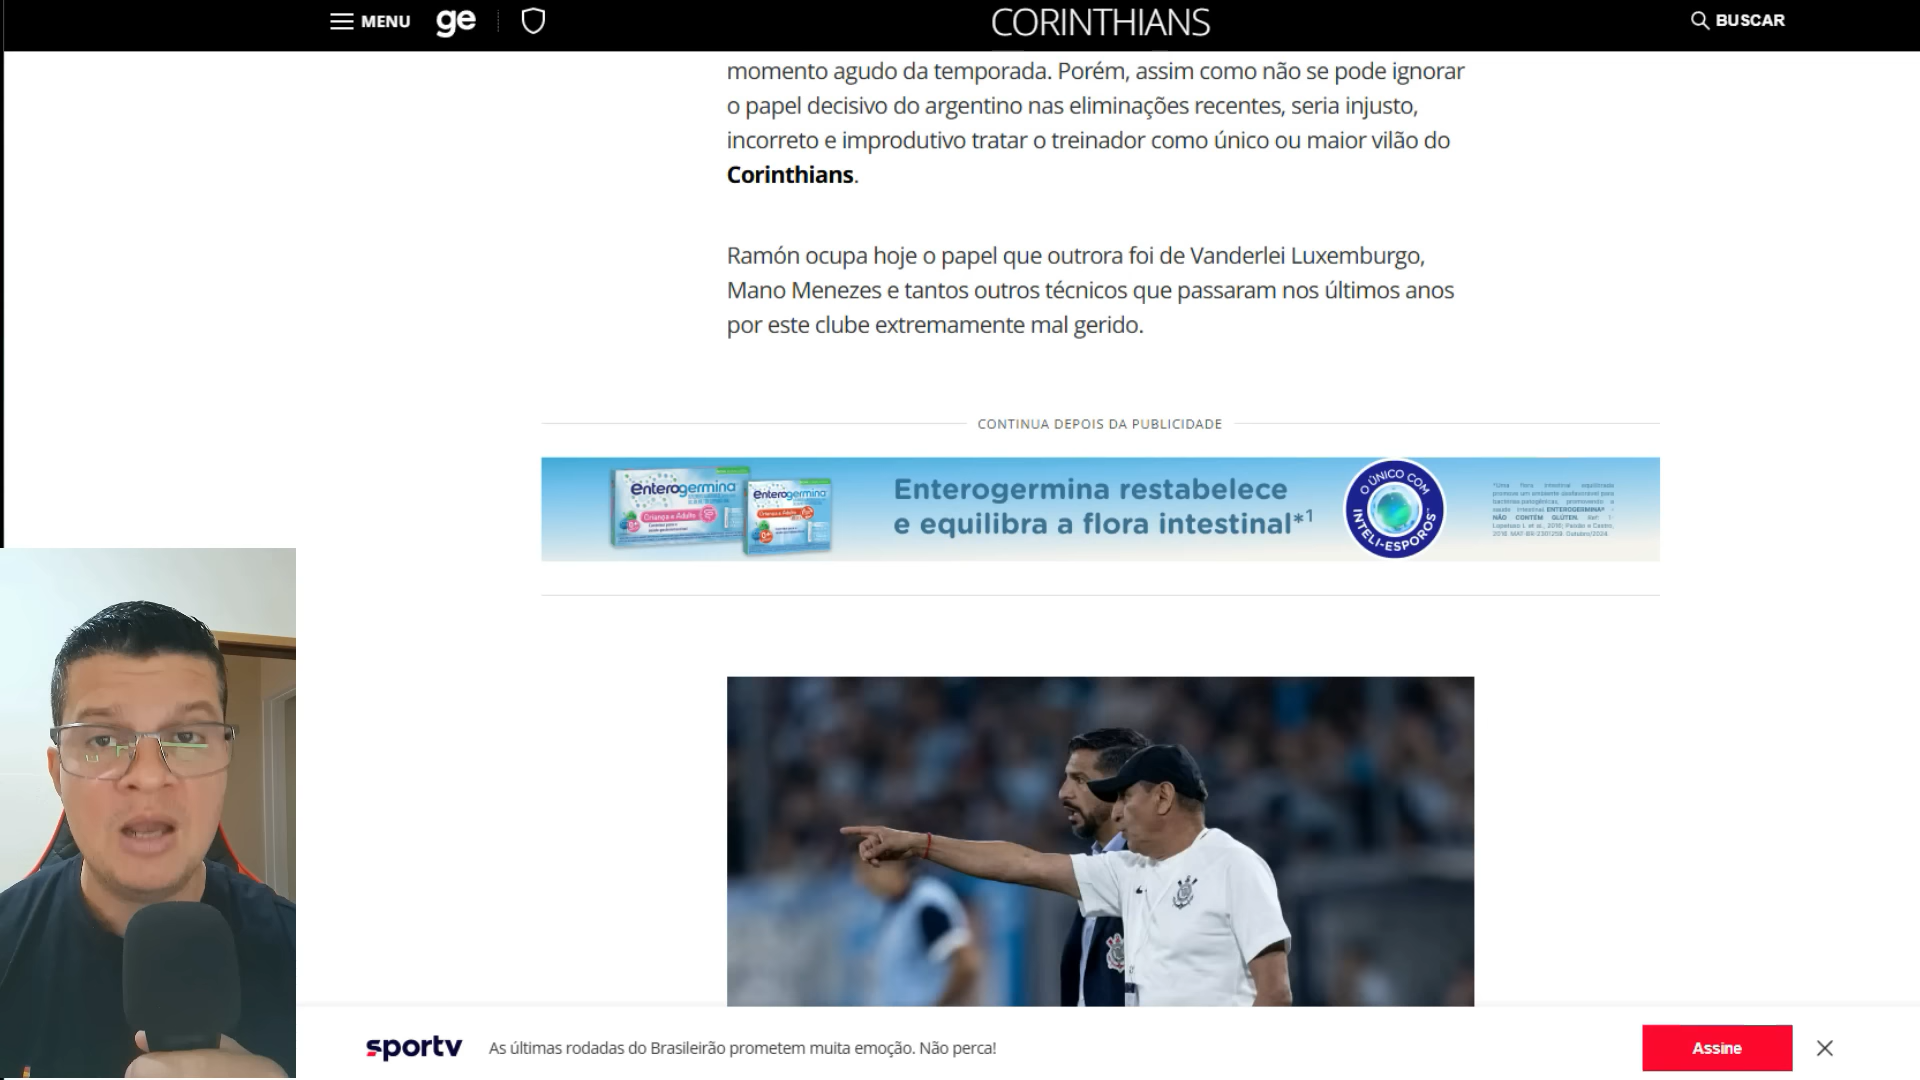 MENU
ge
CORINTHIANS
BUSCAR
momento agudo da temporada. Porém, assim como não se pode ignorar
o papel decisivo do argentino nas eliminações recentes, seria injusto,
incorreto e improdutivo tratar o treinador como único ou maior vilão do
Corinthians.
Ramón ocupa hoje o papel que outrora foi de Vanderlei Luxemburgo,
Mano Menezes e tantos outros técnicos que passaram nos últimos anos
por este clube extremamente mal gerido.
CONTINUA DEPOIS DA PUBLICIDADE
enterogermina
Criança e Adulto
enterogermina
Criança e Adulto
Enterogermina restabelece
e equilibra a flora intestinal*1
O ÚNICO COM
INTELI-ESPOROS
sportv
As últimas rodadas do Brasileirão prometem muita emoção. Não perca!
Assine